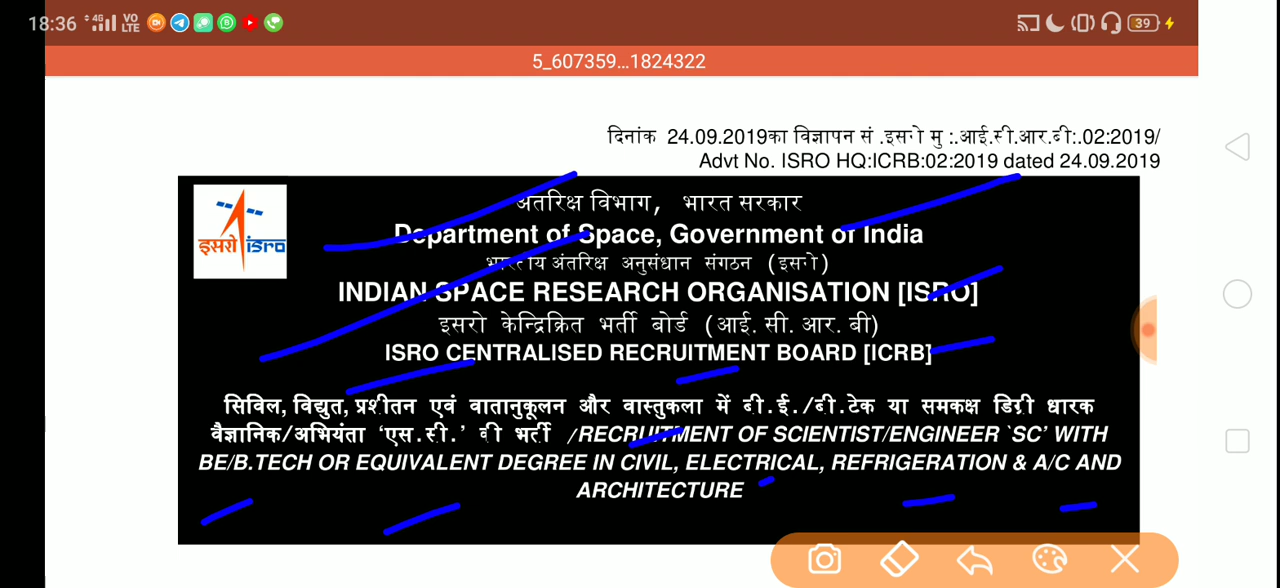 18:36 4G VO LTE 39
5_607359...1824322
दिनांक 24.09.2019का विज्ञापन सं .इसरो मु :.आई.सी.आर.बी:.02:2019/
Advt No. ISRO HQ:ICRB:02:2019 dated 24.09.2019
अंतरिक्ष विभाग, भारत सरकार
Department of Space, Government of India
भारतीय अंतरिक्ष अनुसंधान संगठन (इसरो)
इसरो isro
INDIAN SPACE RESEARCH ORGANISATION [ISRO]
इसरो केन्द्रिक्रित भर्ती बोर्ड (आई. सी. आर. बी)
ISRO CENTRALISED RECRUITMENT BOARD [ICRB]
सिविल, विद्युत, प्रशीतन एवं वातानुकूलन और वास्तुकला में बी.ई./बी.टेक या समकक्ष डिग्री धारक
वैज्ञानिक/अभियंता ‘एस.सी.’ की भर्ती /RECRUITMENT OF SCIENTIST/ENGINEER `SC’ WITH
BE/B.TECH OR EQUIVALENT DEGREE IN CIVIL, ELECTRICAL, REFRIGERATION & A/C AND
ARCHITECTURE